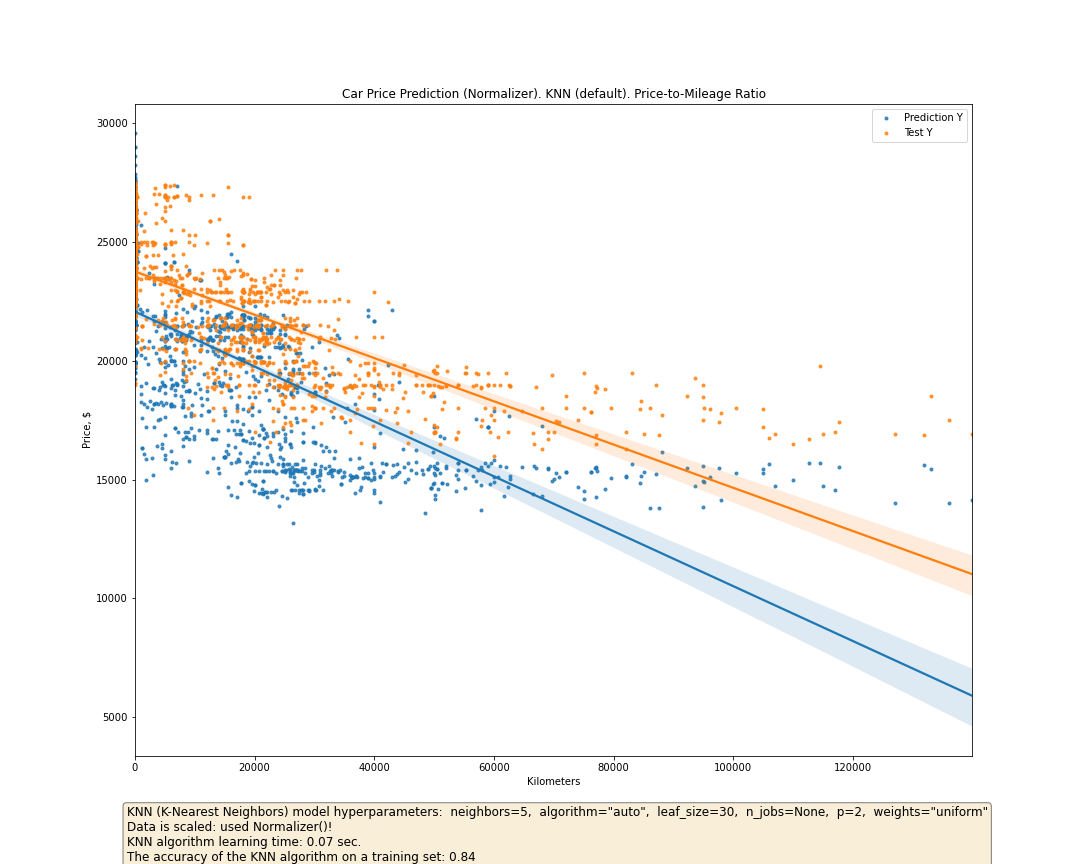 Car Price Prediction (Normalizer). KNN (default). Price-to-Mileage Ratio
Prediction Y
Test Y
Price, $
30000
25000
20000
15000
10000
5000
0 20000 40000 60000 80000 100000 120000
Kilometers
KNN (K-Nearest Neighbors) model hyperparameters: neighbors=5, algorithm="auto", leaf_size=30, n_jobs=None, p=2, weights="uniform"
Data is scaled: used Normalizer()!
KNN algorithm learning time: 0.07 sec.
The accuracy of the KNN algorithm on a training set: 0.84